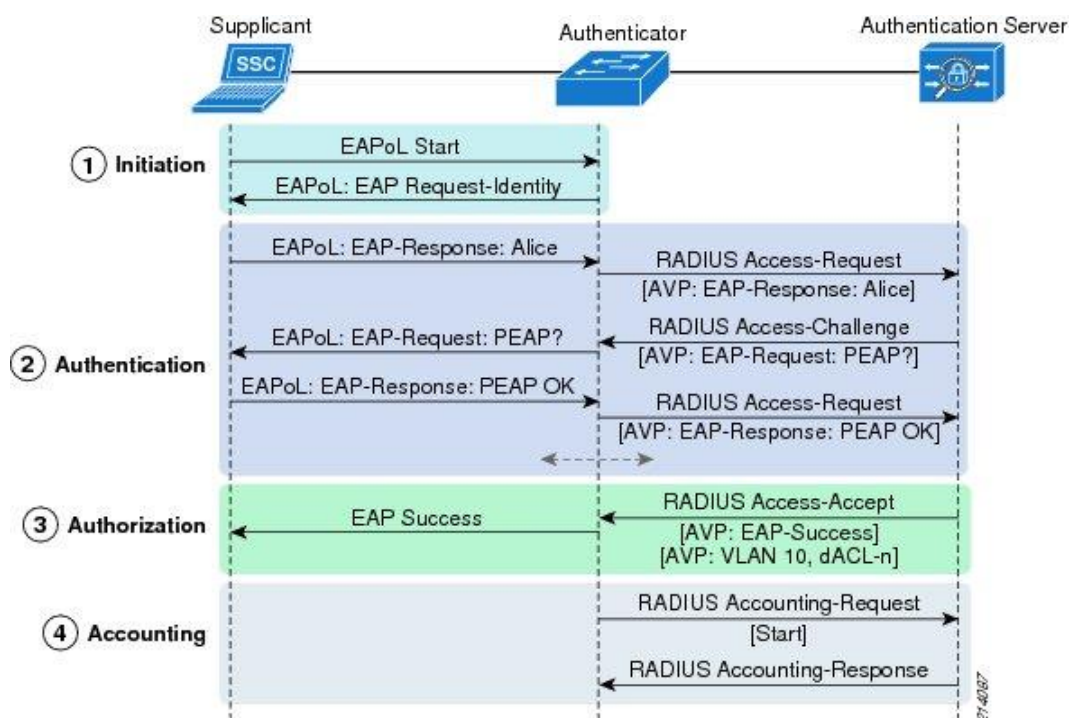 Supplicant
Authenticator
Authentication Server
SSC
1 Initiation
EAPoL Start
EAPoL: EAP Request-Identity
2 Authentication
EAPoL: EAP-Response: Alice
RADIUS Access-Request
[AVP: EAP-Response: Alice]
RADIUS Access-Challenge
EAPoL: EAP-Request: PEAP?
[AVP: EAP-Request: PEAP?]
EAPoL: EAP-Response: PEAP OK
RADIUS Access-Request
[AVP: EAP-Response: PEAP OK]
3 Authorization
RADIUS Access-Accept
EAP Success
[AVP: EAP-Success]
[AVP: VLAN 10, dACL-n]
4 Accounting
RADIUS Accounting-Request
[Start]
RADIUS Accounting-Response
214087